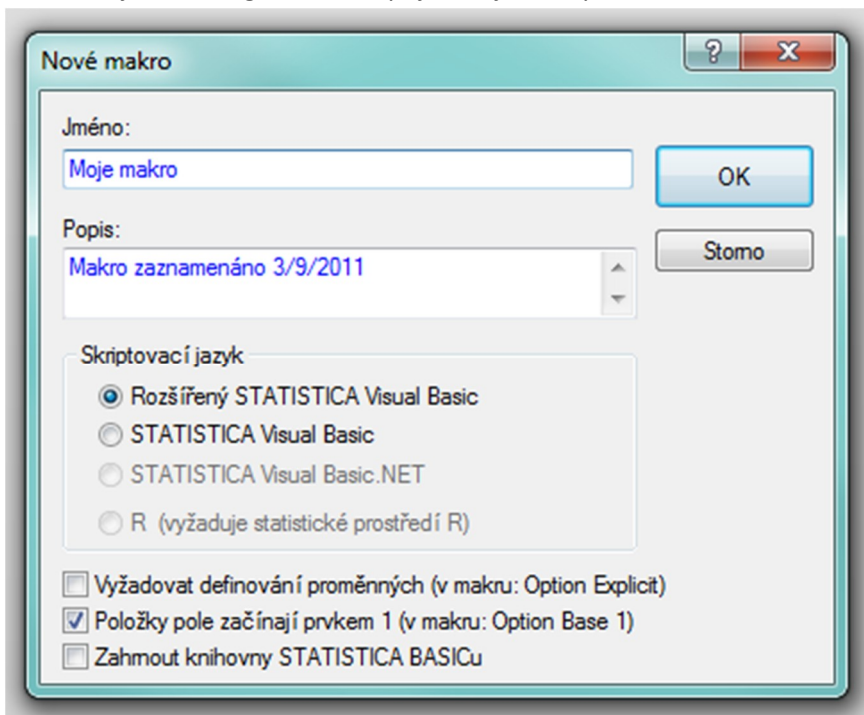 Nové makro
Jméno:
Moje makro
OK
Popis:
Makro zaznamenáno 3/9/2011
Storno
Skriptovací jazyk
Rozšířený STATISTICA Visual Basic
STATISTICA Visual Basic
STATISTICA Visual Basic.NET
R (vyžaduje statistické prostředí R)
Vyžadovat definování proměnných (v makru: Option Explicit)
Položky pole začínají prvkem 1 (v makru: Option Base 1)
Zahrnout knihovny STATISTICA BASICu